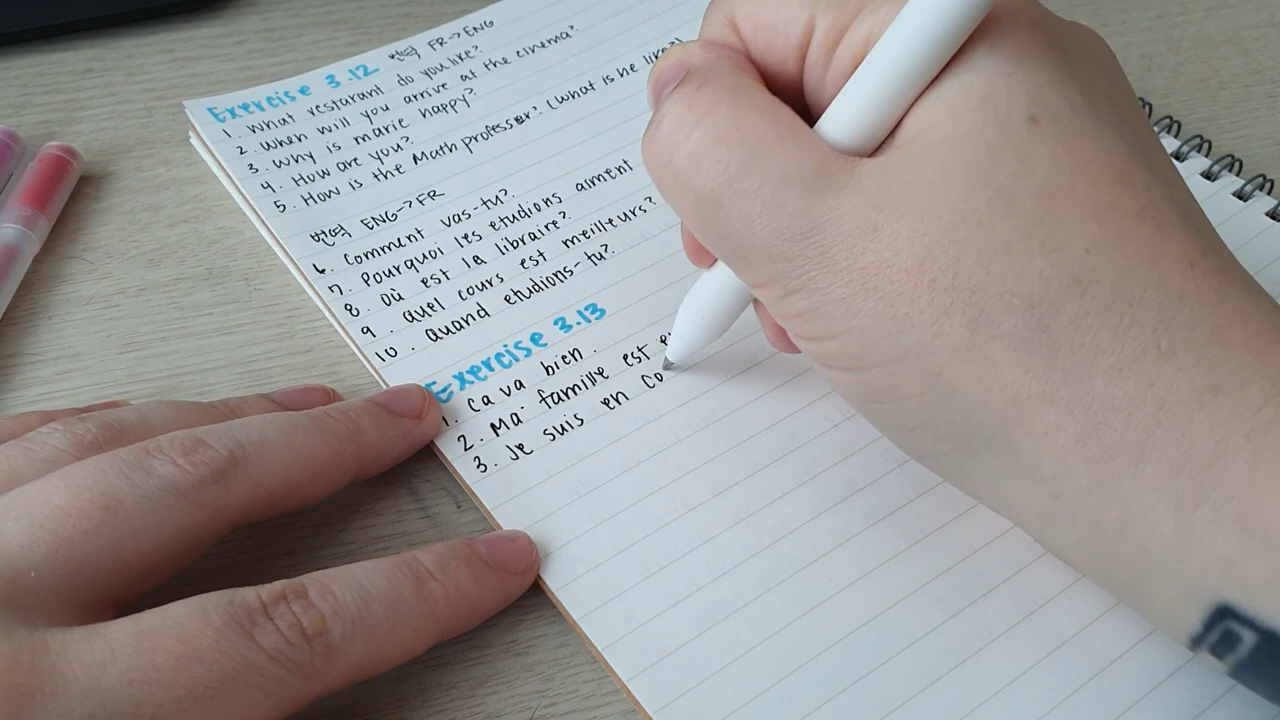 Exercise 3.12 번역 FR→ENG
1. What restarant do you like?
2. When will you arrive at the cinema?
3. Why is marie happy?
4. How are you?
5. How is the Math professor? (What is he like?)
번역 ENG→FR
6. Comment vas-tu?
7. Pourquoi les etudions aiment
8. Où est la libraire?
9. Quel cours est meilleurs?
10. Quand etudions-tu?
Exercise 3.13
1. Ca va bien.
2. Ma famille est
3. Je suis en co